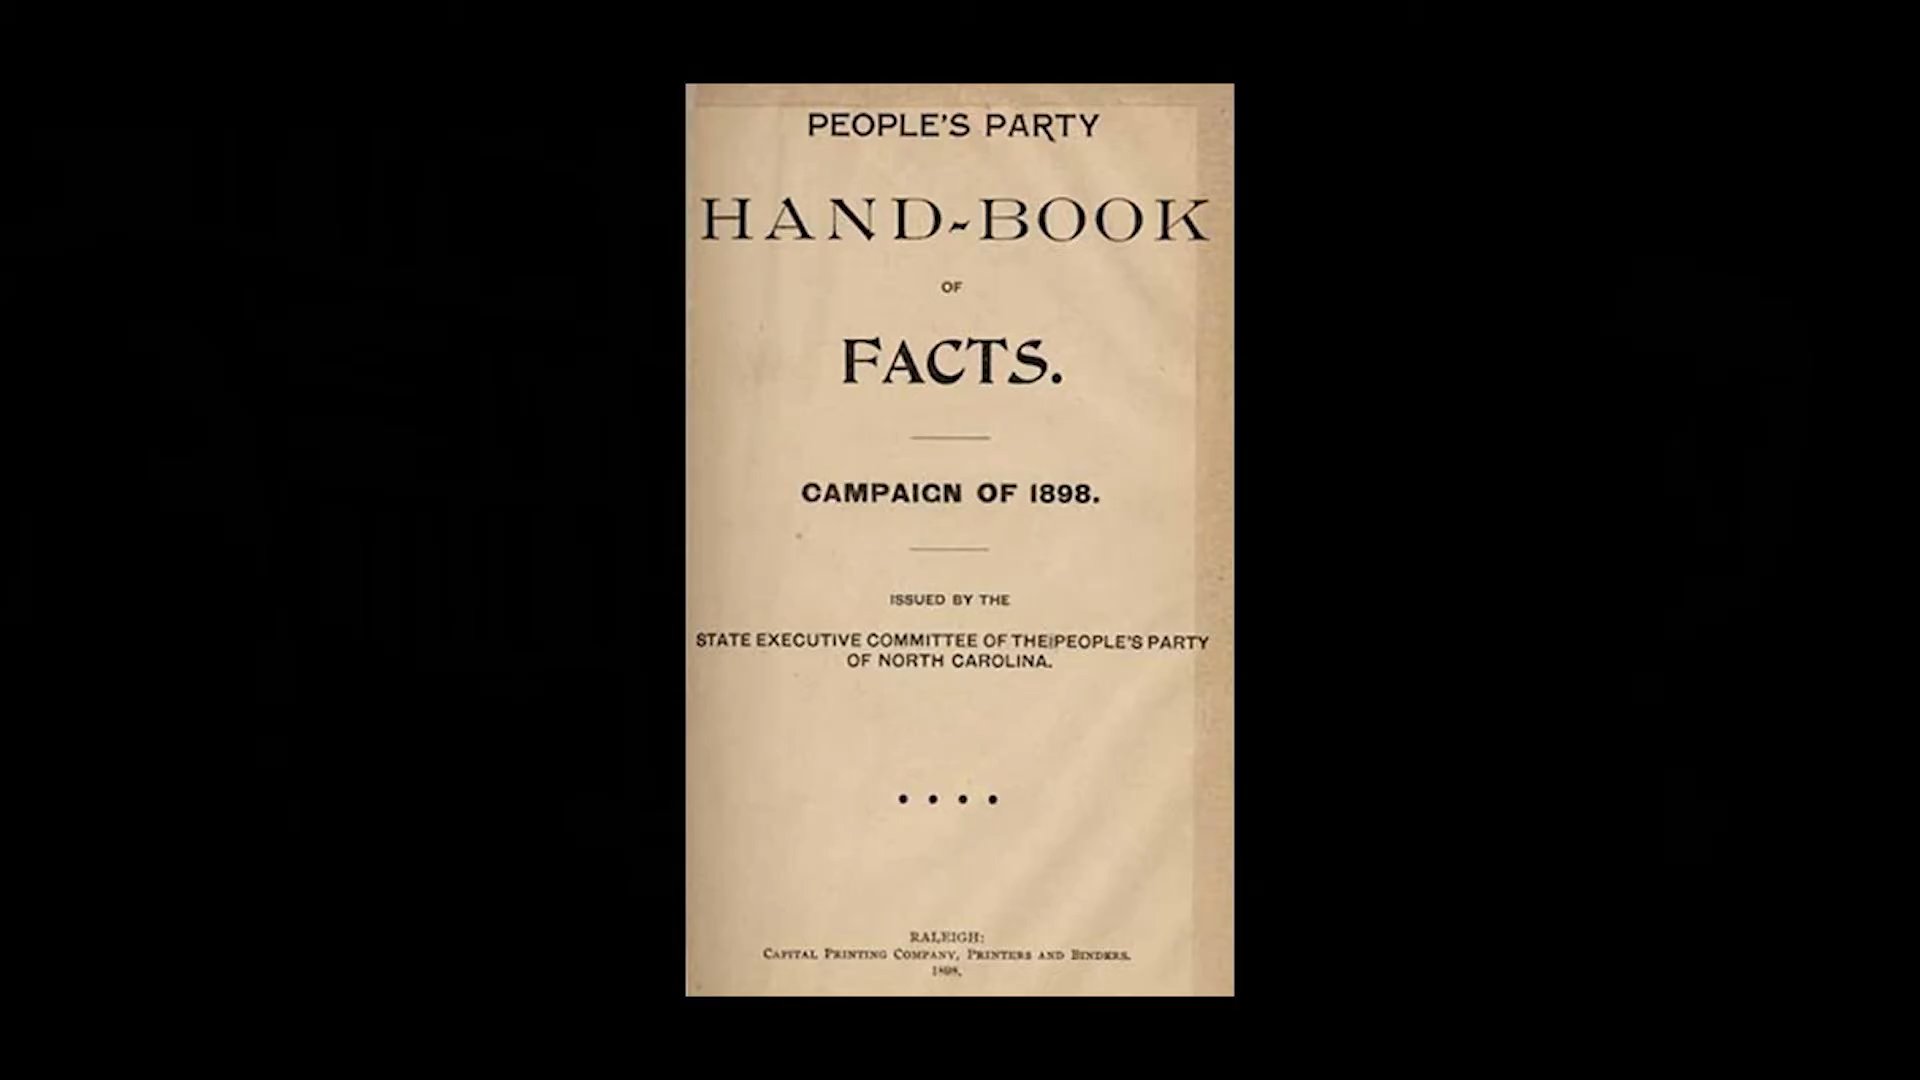 PEOPLE'S PARTY
HAND-BOOK
OF
FACTS.
CAMPAIGN OF 1898.
ISSUED BY THE
STATE EXECUTIVE COMMITTEE OF THE PEOPLE'S PARTY
OF NORTH CAROLINA.
RALEIGH:
CAPITAL PRINTING COMPANY, PRINTERS AND BINDERS.
1898.